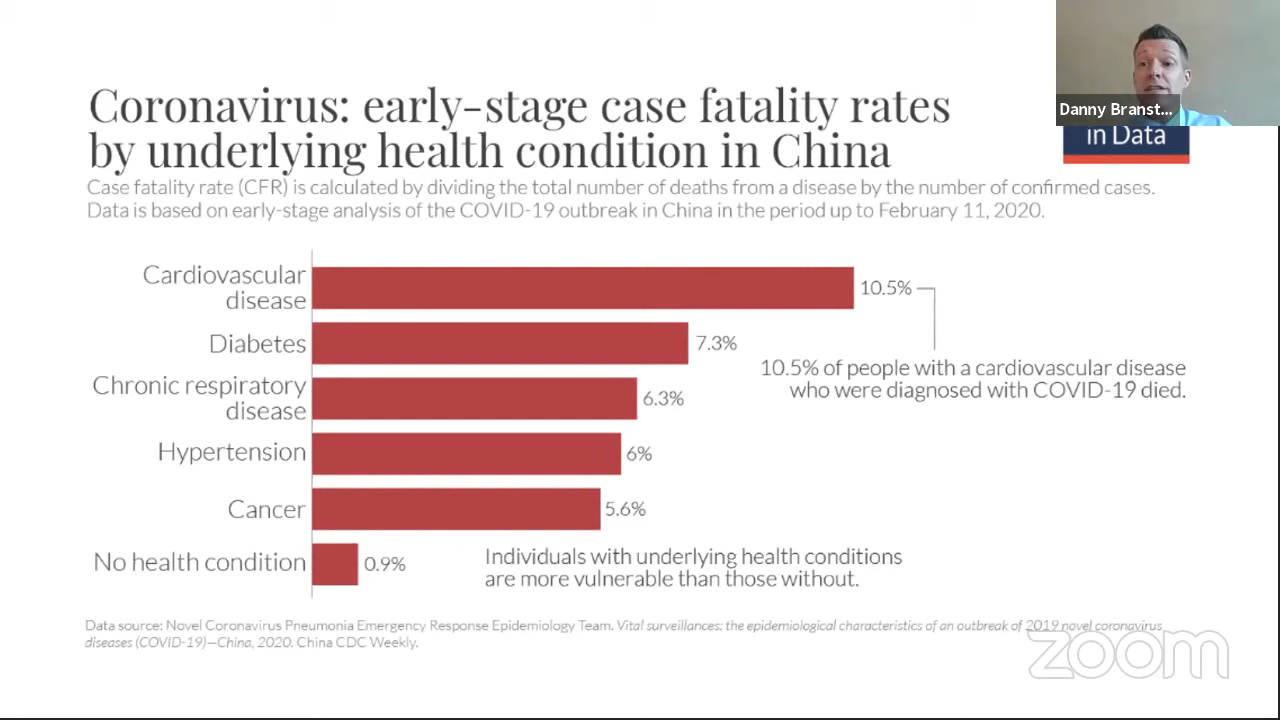 Coronavirus: early-stage case fatality rates
by underlying health condition in China
Danny Branst...
in Data
Case fatality rate (CFR) is calculated by dividing the total number of deaths from a disease by the number of confirmed cases.
Data is based on early-stage analysis of the COVID-19 outbreak in China in the period up to February 11, 2020.
Cardiovascular
disease
10.5%
Diabetes
7.3%
10.5% of people with a cardiovascular disease
who were diagnosed with COVID-19 died.
Chronic respiratory
disease
6.3%
Hypertension
6%
Cancer
5.6%
No health condition
0.9%
Individuals with underlying health conditions
are more vulnerable than those without.
Data source: Novel Coronavirus Pneumonia Emergency Response Epidemiology Team. Vital surveillances: the epidemiological characteristics of an outbreak of 2019 novel coronavirus
diseases (COVID-19)—China, 2020. China CDC Weekly.
zoom